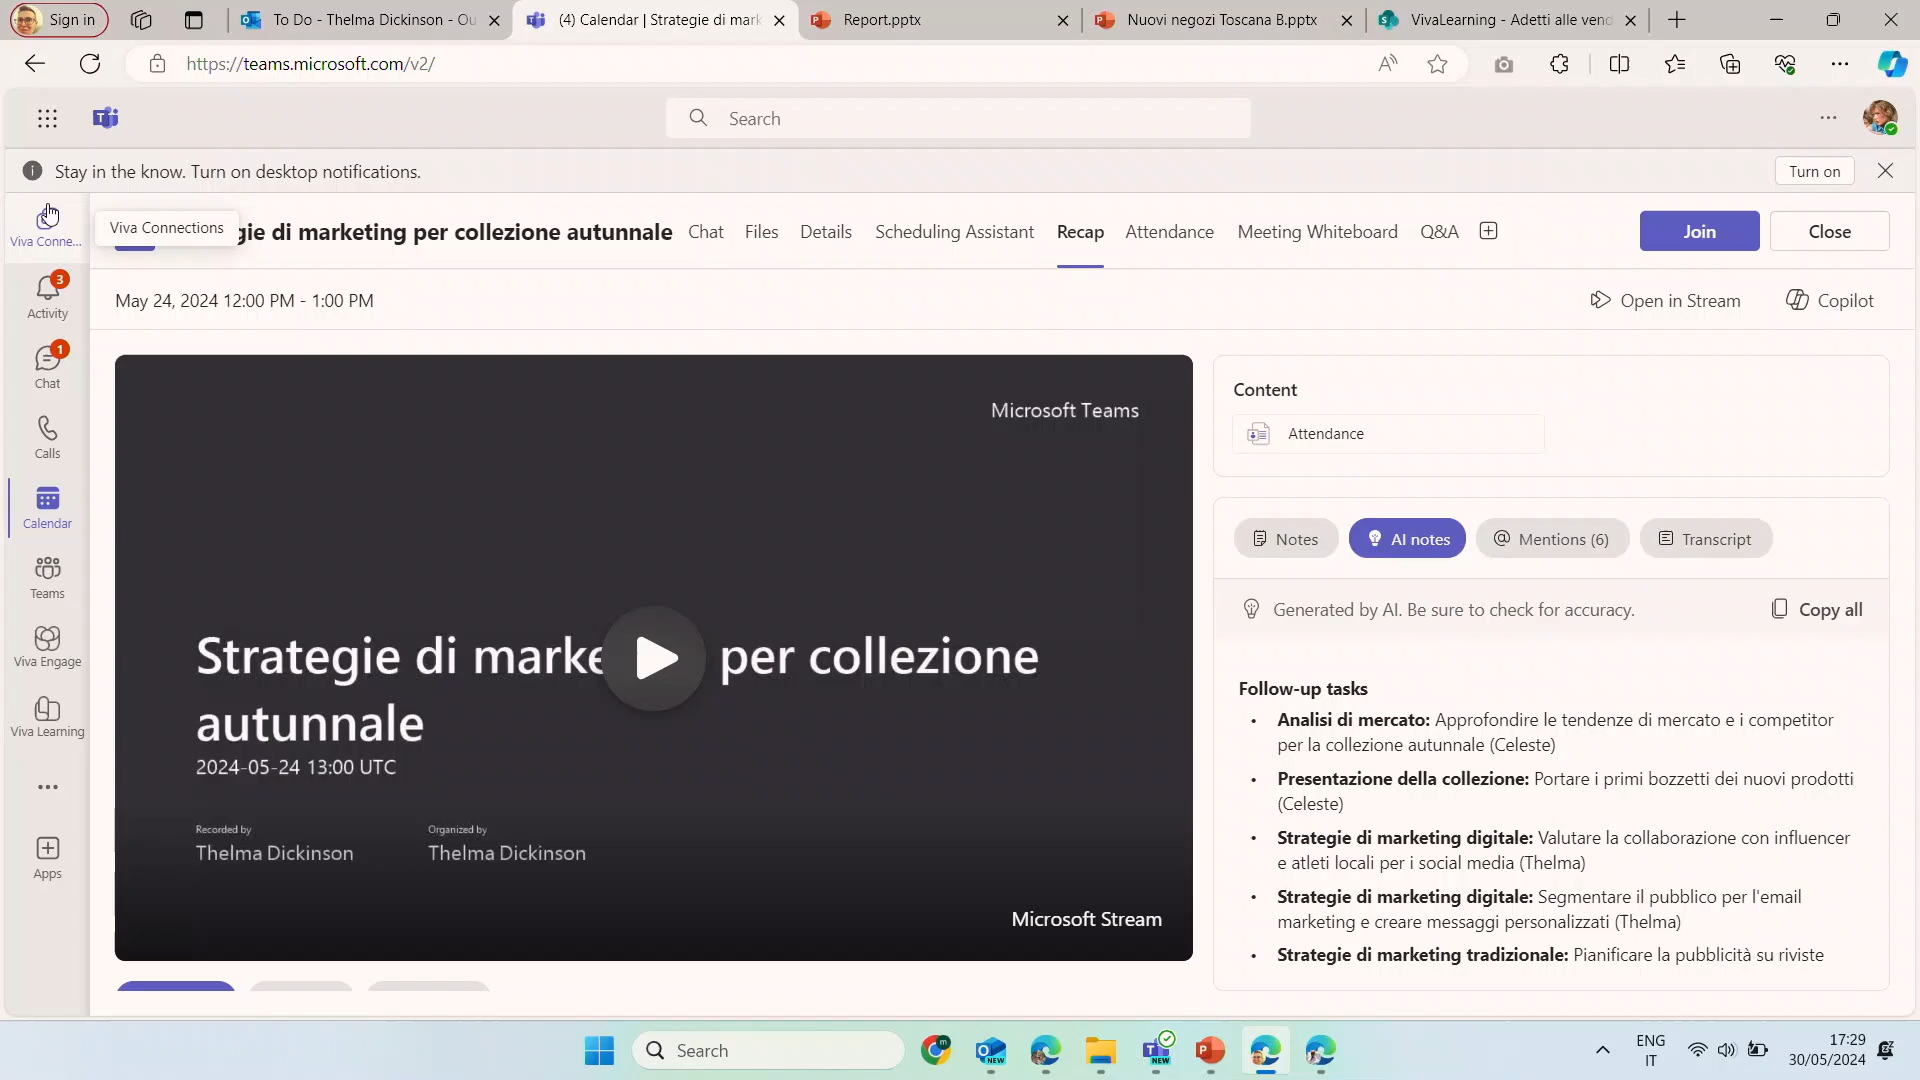 Sign in
To Do - Thelma Dickinson - Ou
(4) Calendar | Strategie di mark
Report.pptx
Nuovi negozi Toscana B.pptx
VivaLearning - Adetti alle vend
https://teams.microsoft.com/v2/
Search
Stay in the know. Turn on desktop notifications.
Turn on
Viva Conne...
Viva Connections
gie di marketing per collezione autunnale
Chat
Files
Details
Scheduling Assistant
Recap
Attendance
Meeting Whiteboard
Q&A
Join
Close
3
Activity
1
Chat
Calls
Calendar
Teams
Viva Engage
Viva Learning
Apps
May 24, 2024 12:00 PM - 1:00 PM
Open in Stream
Copilot
Microsoft Teams
Strategie di marke per collezione
autunnale
2024-05-24 13:00 UTC
Recorded by
Thelma Dickinson
Organized by
Thelma Dickinson
Microsoft Stream
Content
Attendance
Notes
AI notes
Mentions (6)
Transcript
Generated by AI. Be sure to check for accuracy.
Copy all
Follow-up tasks
• Analisi di mercato: Approfondire le tendenze di mercato e i competitor
per la collezione autunnale (Celeste)
• Presentazione della collezione: Portare i primi bozzetti dei nuovi prodotti
(Celeste)
• Strategie di marketing digitale: Valutare la collaborazione con influencer
e atleti locali per i social media (Thelma)
• Strategie di marketing digitale: Segmentare il pubblico per l'email
marketing e creare messaggi personalizzati (Thelma)
• Strategie di marketing tradizionale: Pianificare la pubblicità su riviste
Search
NEW
NEW
ENG
IT
17:29
30/05/2024